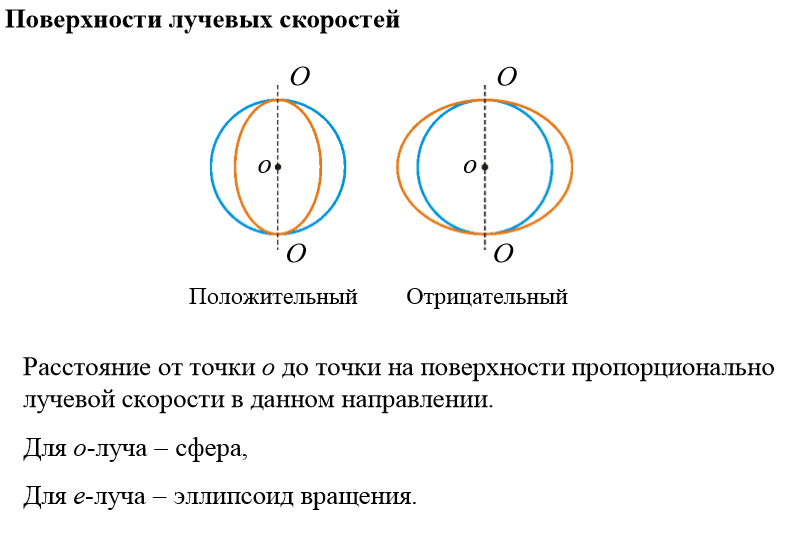 Поверхности лучевых скоростей
O O
o o
O O
Положительный Отрицательный
Расстояние от точки o до точки на поверхности пропорционально
лучевой скорости в данном направлении.
Для o-луча – сфера,
Для e-луча – эллипсоид вращения.